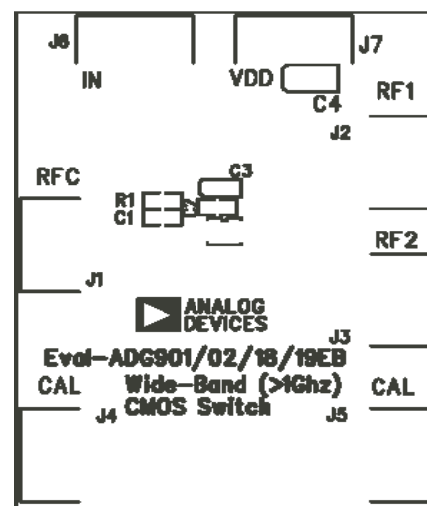 J6
J7
IN
VDD
RF1
C4
J2
RFC
C3
R1
C1
RF2
J1
ANALOG
DEVICES
J3
Eval-ADG901/02/18/19EB
CAL
Wide-Band (>1Ghz)
CAL
J4
CMOS Switch
J5